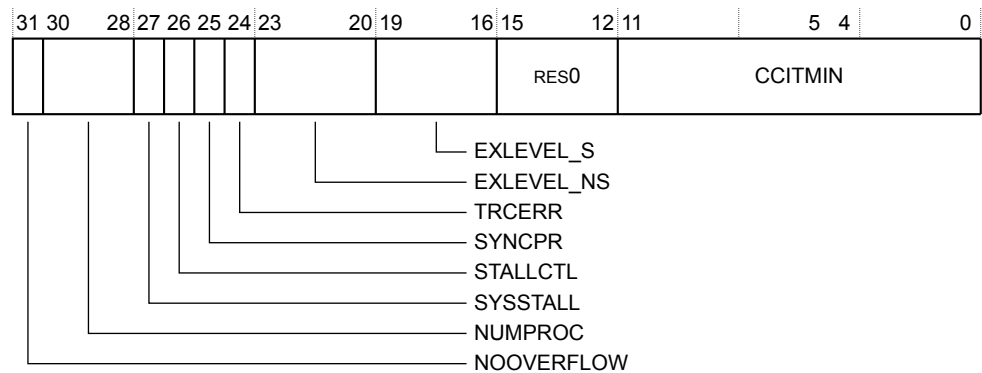 31 30 28 27 26 25 24 23 20 19 16 15 12 11 5 4 0
RES0 CCITMIN
EXLEVEL_S
EXLEVEL_NS
TRCERR
SYNCPR
STALLCTL
SYSSTALL
NUMPROC
NOOVERFLOW